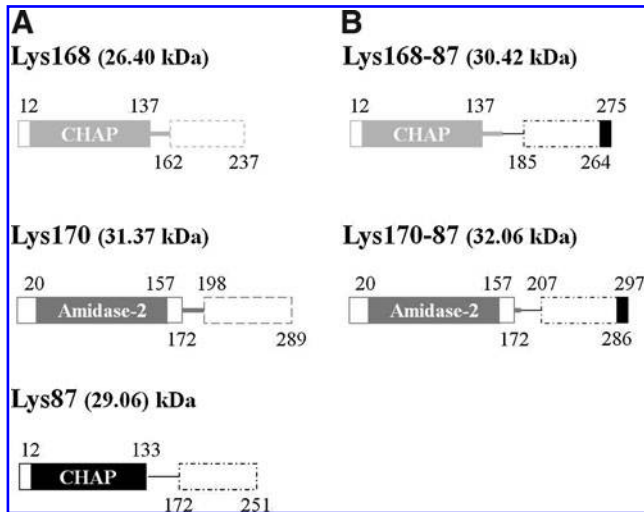 A
Lys168 (26.40 kDa)
12 137
CHAP
162 237
Lys170 (31.37 kDa)
20 157 198
Amidase-2
172 289
Lys87 (29.06) kDa
12 133
CHAP
172 251
B
Lys168-87 (30.42 kDa)
12 137 275
CHAP
185 264
Lys170-87 (32.06 kDa)
20 157 207 297
Amidase-2
172 286